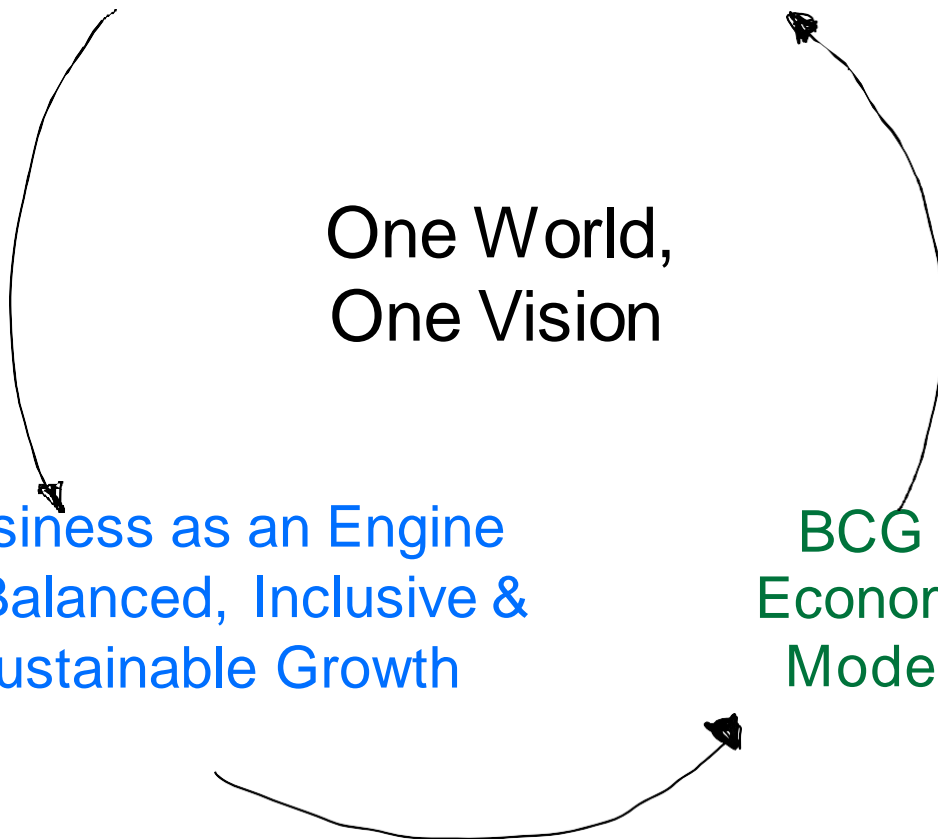 One World,
One Vision
siness as an Engine
Balanced, Inclusive &
ustainable Growth
BCG
Econor
Mode